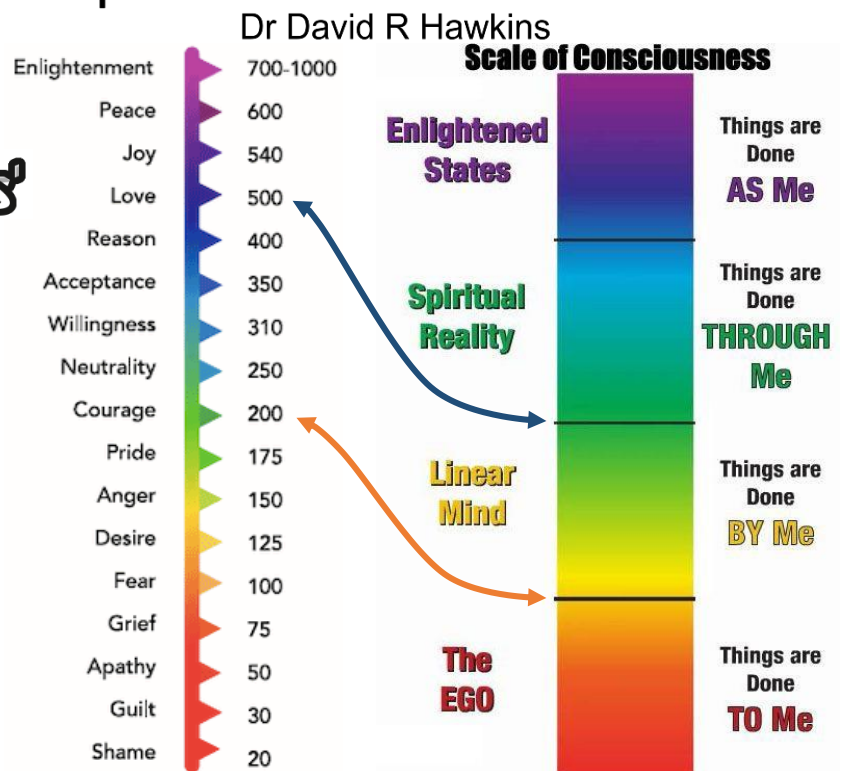 Dr David R Hawkins
Scale of Consciousness
Enlightenment 700-1000
Peace 600
Joy 540
Love 500
Reason 400
Acceptance 350
Willingness 310
Neutrality 250
Courage 200
Pride 175
Anger 150
Desire 125
Fear 100
Grief 75
Apathy 50
Guilt 30
Shame 20
Enlightened
States
Things are
Done
AS Me
Spiritual
Reality
Things are
Done
THROUGH
Me
Linear
Mind
Things are
Done
BY Me
The
EGO
Things are
Done
TO Me